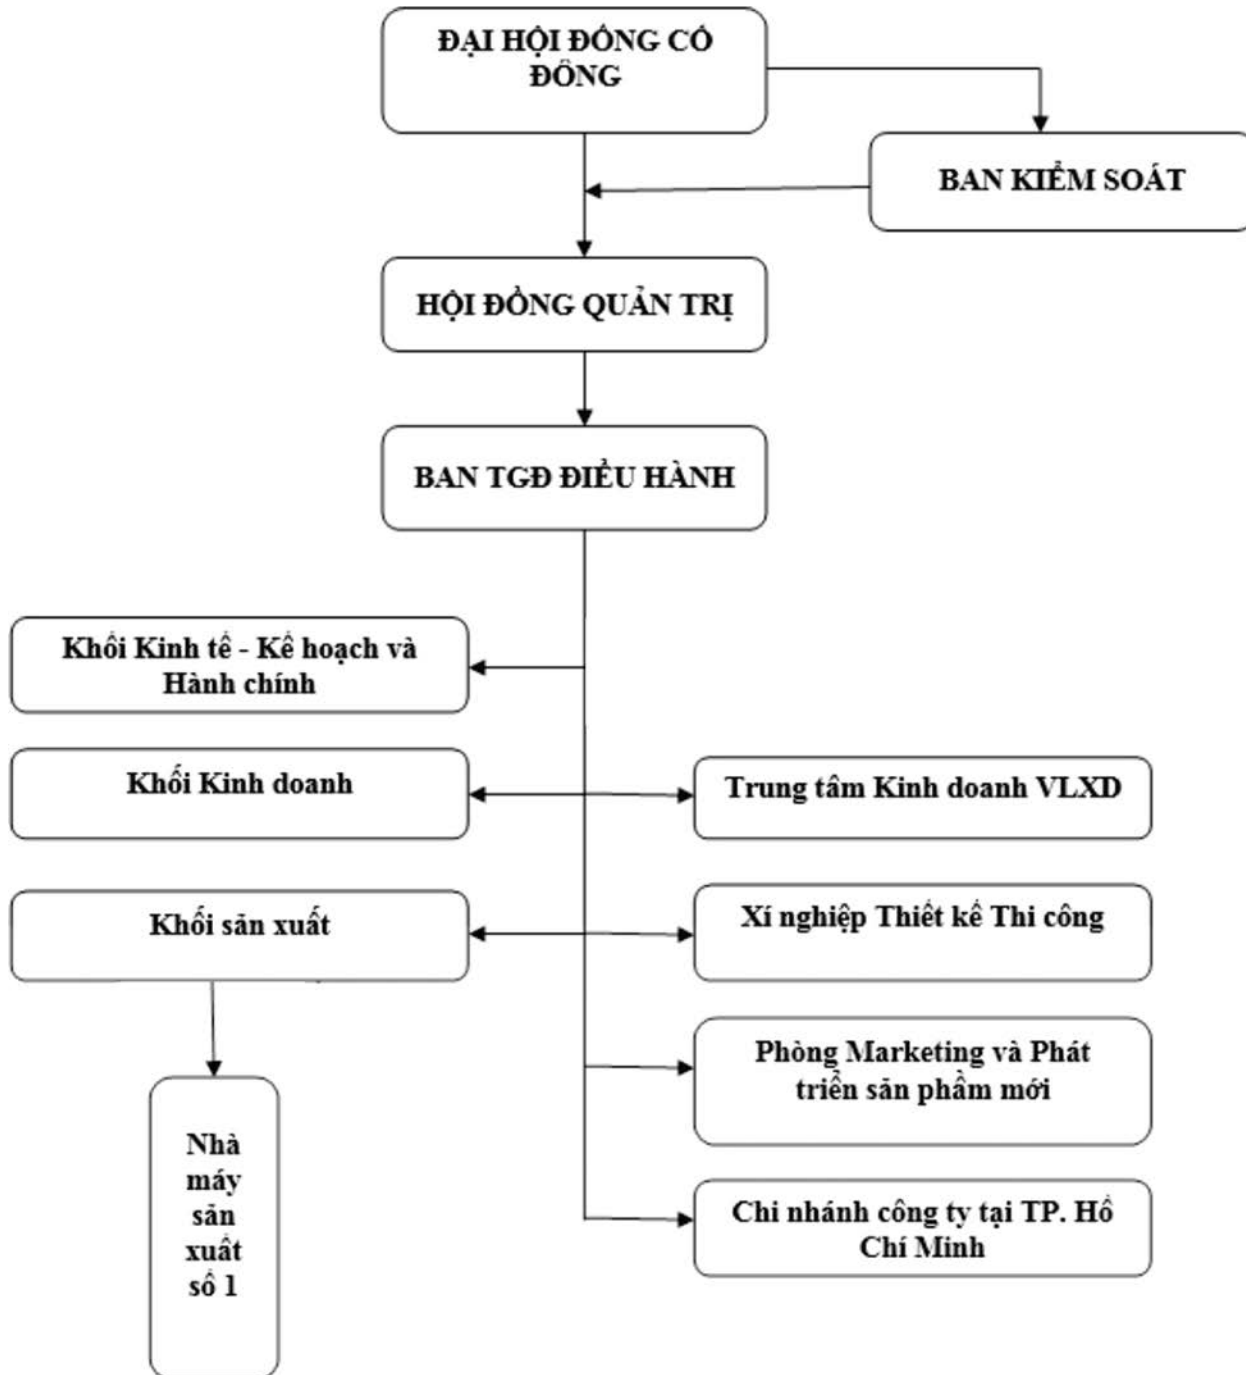 ĐẠI HỘI ĐỒNG CỔ
ĐÔNG
BAN KIỂM SOÁT
HỘI ĐỒNG QUẢN TRỊ
BAN TGĐ ĐIỀU HÀNH
Khối Kinh tế - Kế hoạch và
Hành chính
Khối Kinh doanh
Trung tâm Kinh doanh VLXD
Khối sản xuất
Xí nghiệp Thiết kế Thi công
Phòng Marketing và Phát
triển sản phẩm mới
Nhà
máy
sản
xuất
số 1
Chi nhánh công ty tại TP. Hồ
Chí Minh